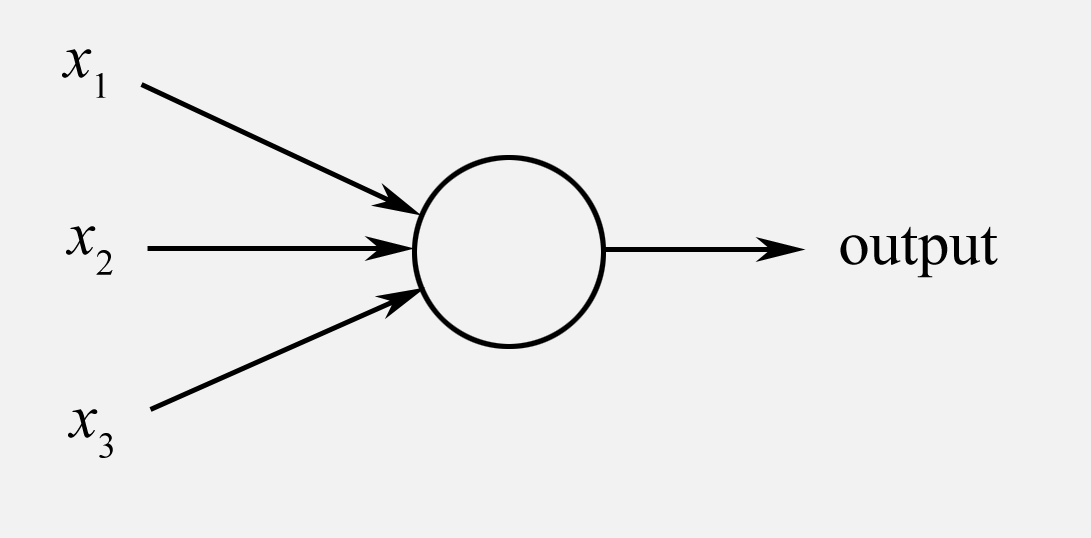 x₁
x₂
output
x₃